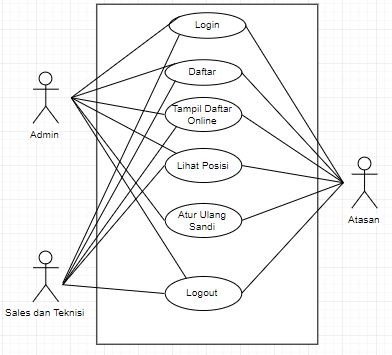 Login
Daftar
Tampil Daftar
Online
Admin
Lihat Posisi
Atasan
Atur Ulang
Sandi
Logout
Sales dan Teknisi